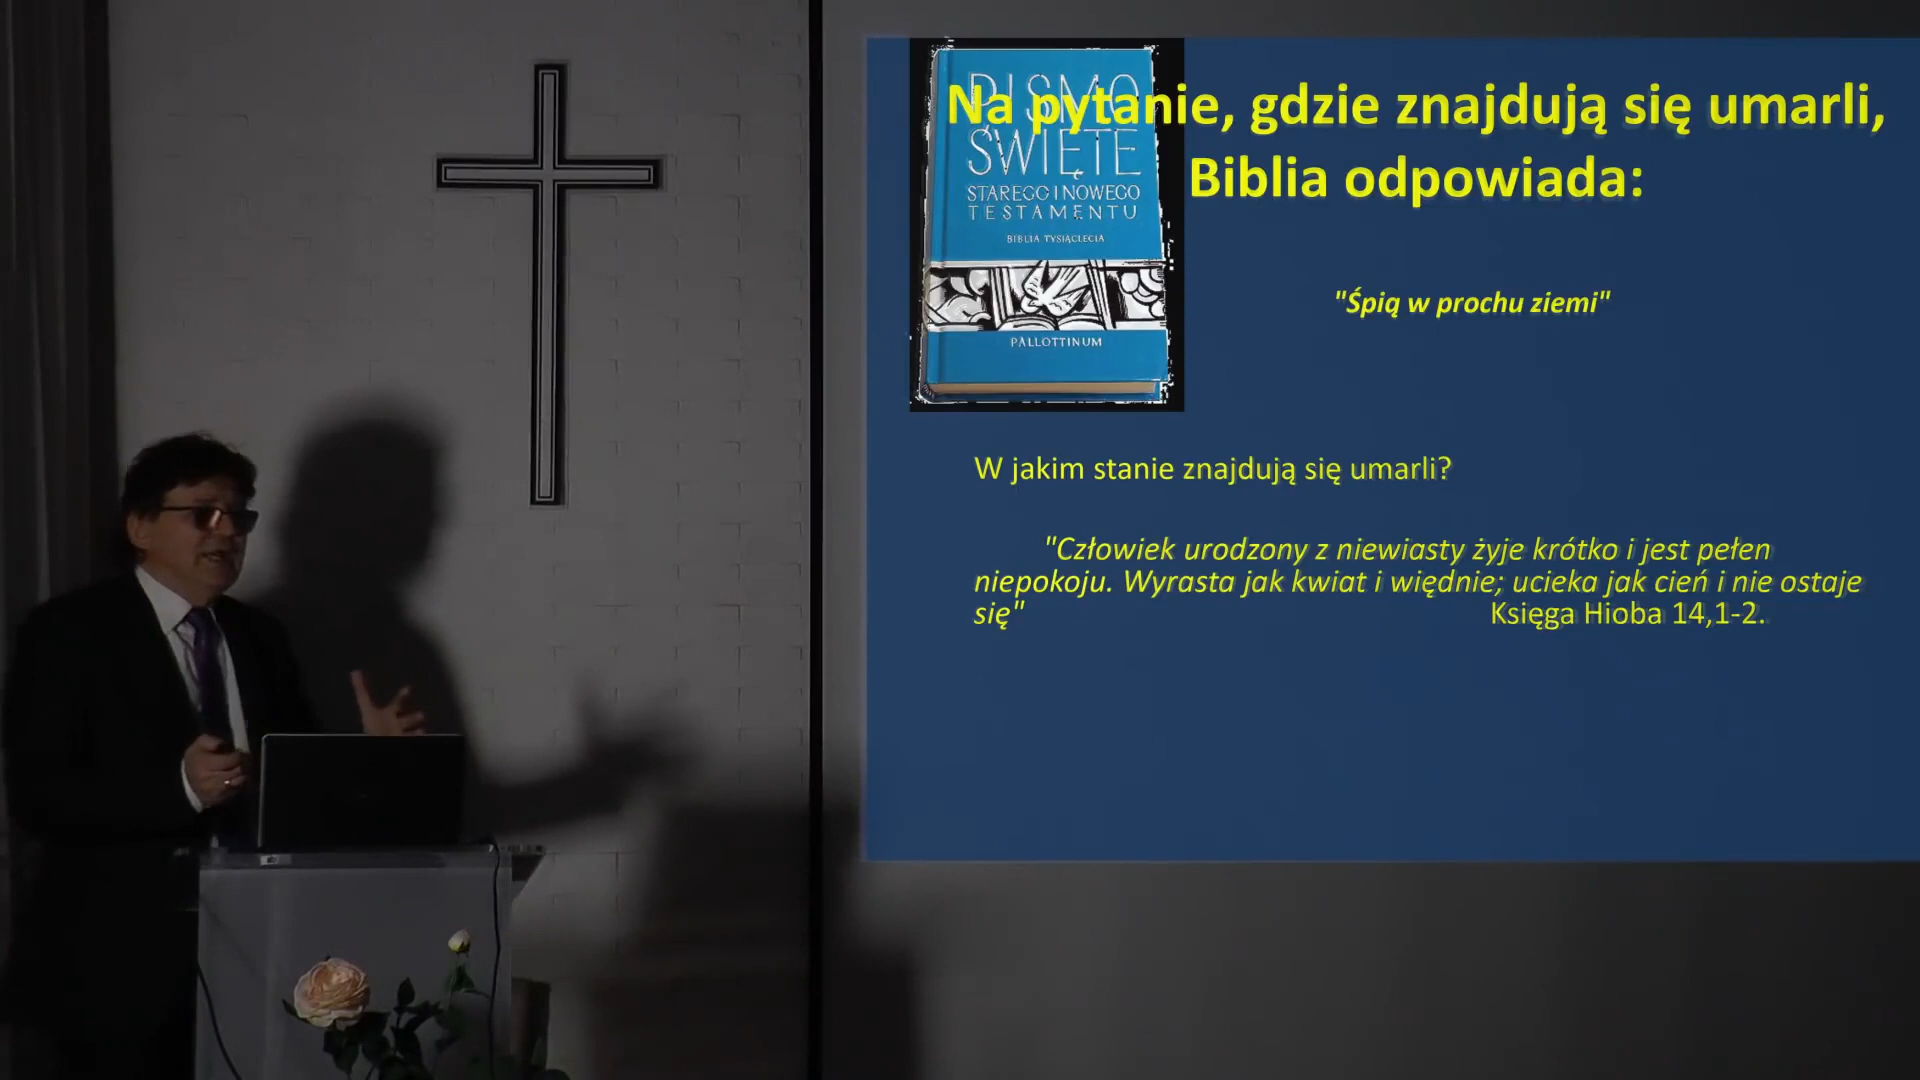 Na pytanie, gdzie znajdują się umarli,
Biblia odpowiada:
PISMO
ŚWIĘTE
STAREGO I NOWEGO
TESTAMENTU
BIBLIA TYSIĄCLECIA
PALLOTTINUM
"Śpią w prochu ziemi"
W jakim stanie znajdują się umarli?
"Człowiek urodzony z niewiasty żyje krótko i jest pełen
niepokoju. Wyrasta jak kwiat i więdnie; ucieka jak cień i nie ostaje
się" Księga Hioba 14,1-2.